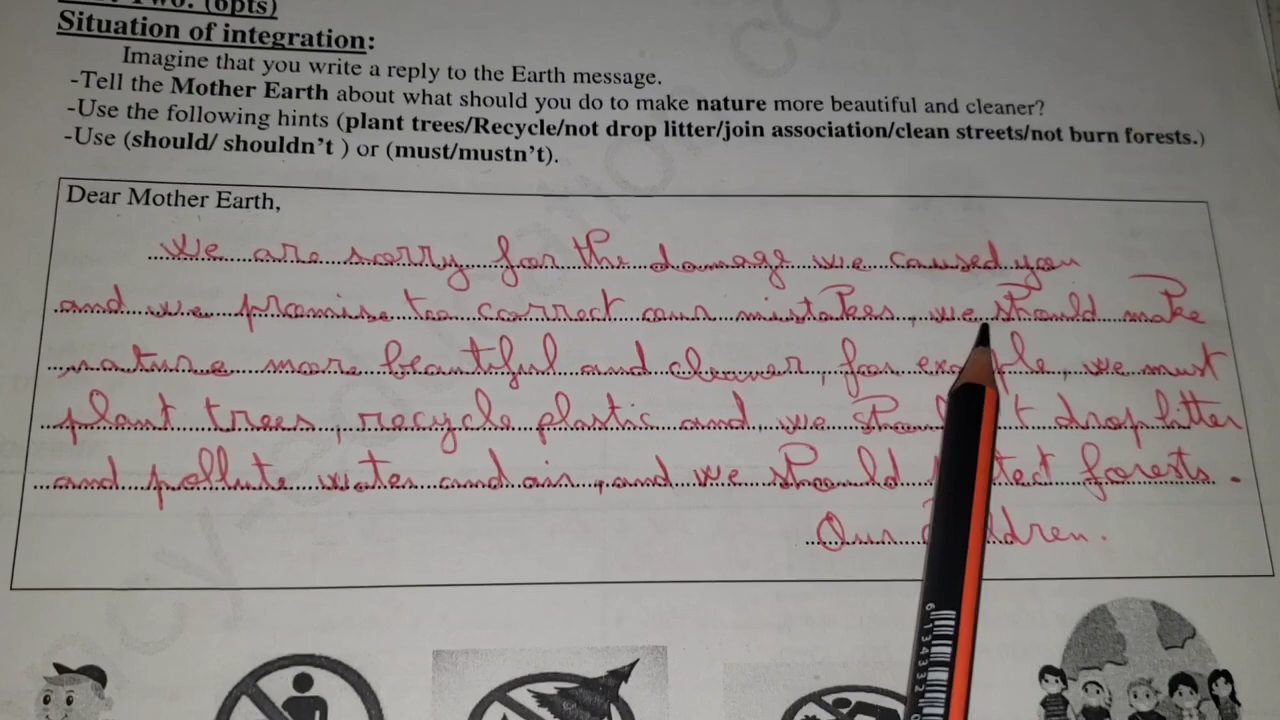 (6pts)
Situation of integration:
Imagine that you write a reply to the Earth message.
-Tell the Mother Earth about what should you do to make nature more beautiful and cleaner?
-Use the following hints (plant trees/Recycle/not drop litter/join association/clean streets/not burn forests.)
-Use (should/ shouldn't ) or (must/mustn't).
Dear Mother Earth,
We are sorry for the damage we caused you
and we promise to correct our mistakes, we should make
nature more beautiful and cleaner, for example, we must
plant trees, recycle plastic and, we drop litter
and pollute water and air, and we should forests.
Our
6134332